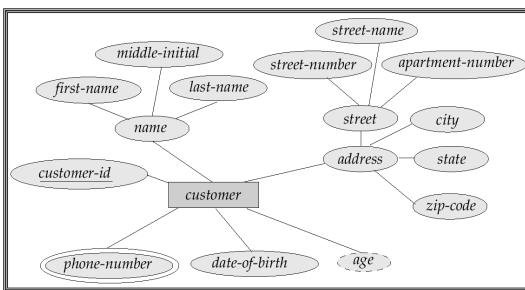 street-name
middle-initial
street-number
apartment-number
first-name
last-name
name
street
city
address
state
customer-id
customer
zip-code
phone-number
date-of-birth
age